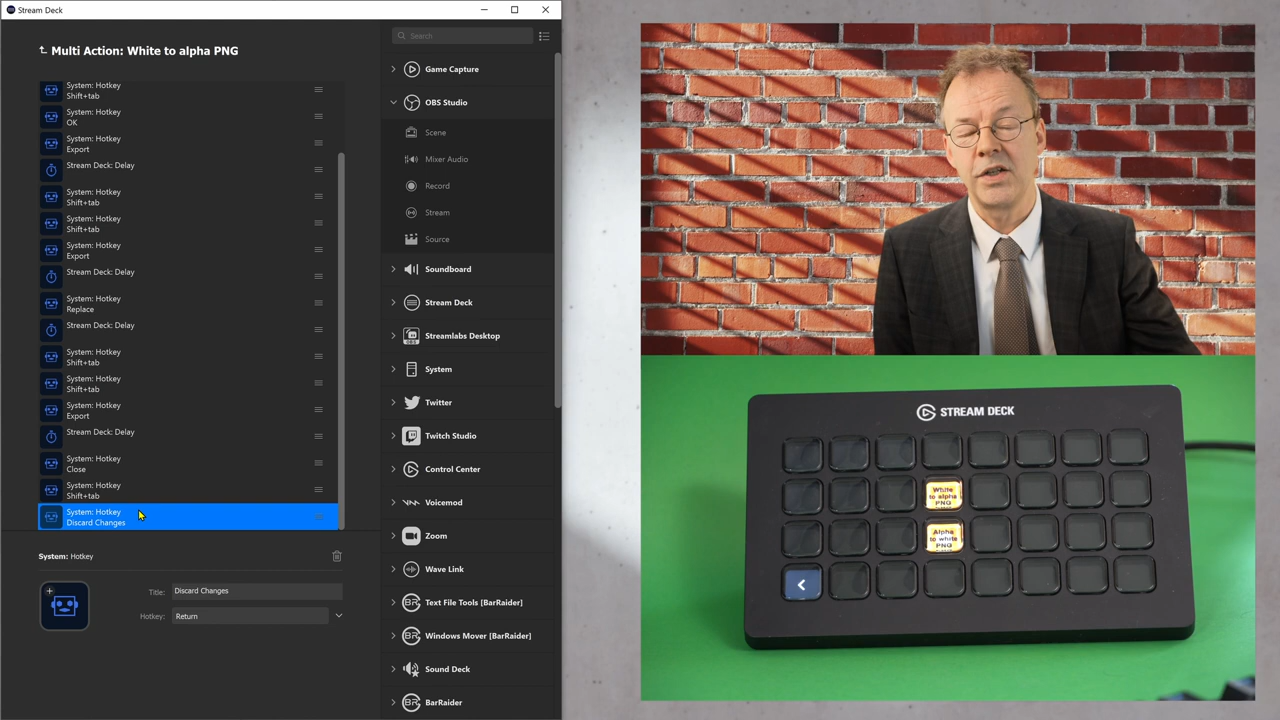 Stream Deck
Multi Action: White to alpha PNG
System: Hotkey
Shift+tab
System: Hotkey
OK
System: Hotkey
Export
Stream Deck: Delay
System: Hotkey
Shift+tab
System: Hotkey
Shift+tab
System: Hotkey
Export
Stream Deck: Delay
System: Hotkey
Replace
Stream Deck: Delay
System: Hotkey
Shift+tab
System: Hotkey
Shift+tab
System: Hotkey
Export
Stream Deck: Delay
System: Hotkey
Close
System: Hotkey
Shift+tab
System: Hotkey
Discard Changes
System: Hotkey
Title: Discard Changes
Hotkey: Return
Search
Game Capture
OBS Studio
Scene
Mixer Audio
Record
Stream
Source
Soundboard
Stream Deck
Streamlabs Desktop
System
Twitter
Twitch Studio
Control Center
Voicemod
Zoom
Wave Link
Text File Tools [BarRaider]
Windows Mover [BarRaider]
Sound Deck
BarRaider
STREAM DECK
White
to alpha
PNG
Alpha
to white
PNG